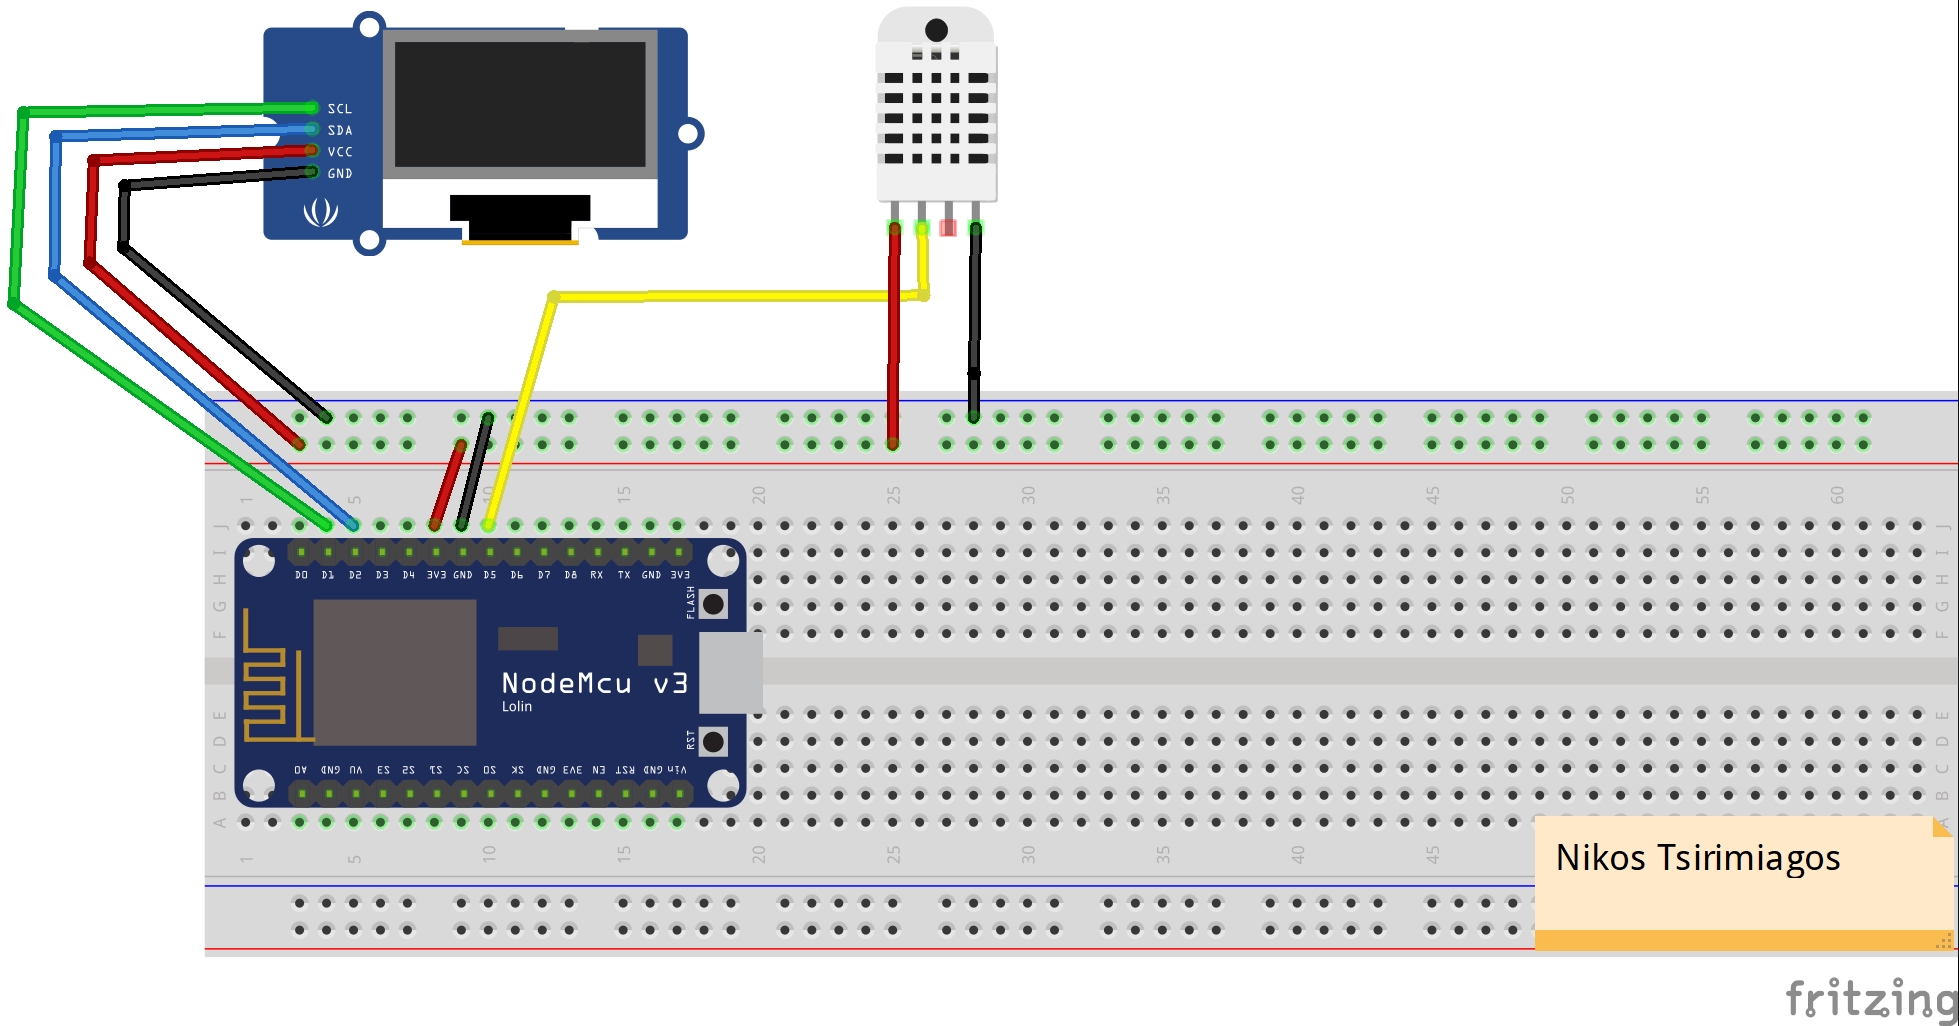 SCL
SDA
VCC
GND
1 5 10 15 20 25 30 35 40 45 50 55 60
J J
I I
H H
G G
F F
D0 D1 D2 D3 D4 3V3 GND D5 D6 D7 D8 RX TX GND 3V3
FLASH
NodeMcu v3
Lolin
RST
A0 GND VU S3 S2 S1 SC SO SK GND 3V3 EN RST GND Vin
E E
D D
C C
B B
A A
1 5 10 15 20 25 30 35 40 45
Nikos Tsirimiagos
fritzing